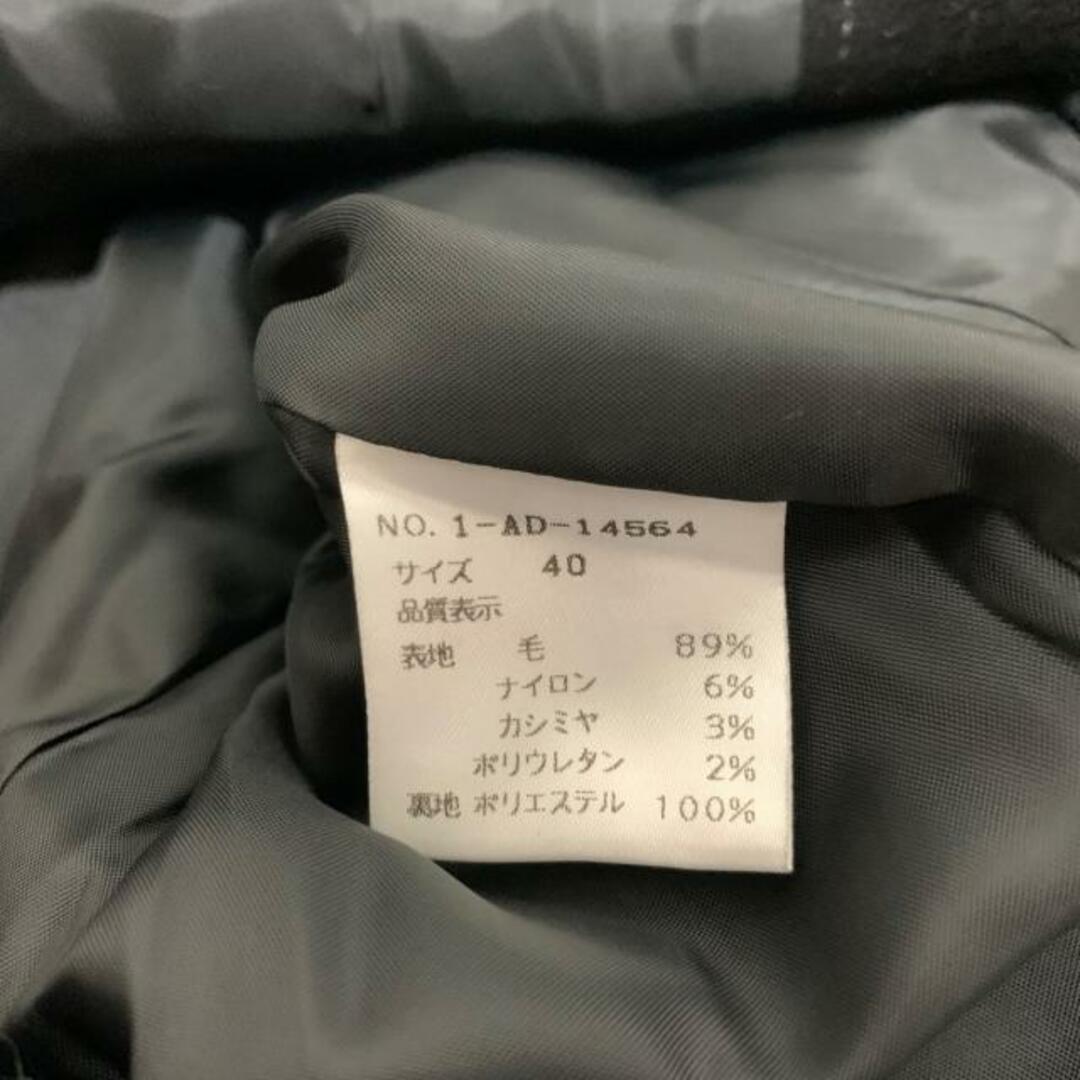 NO. 1-AD-14564
サイズ 40
品質表示
表地 毛 89%
ナイロン 6%
カシミヤ 3%
ポリウレタン 2%
裏地 ポリエステル 100%